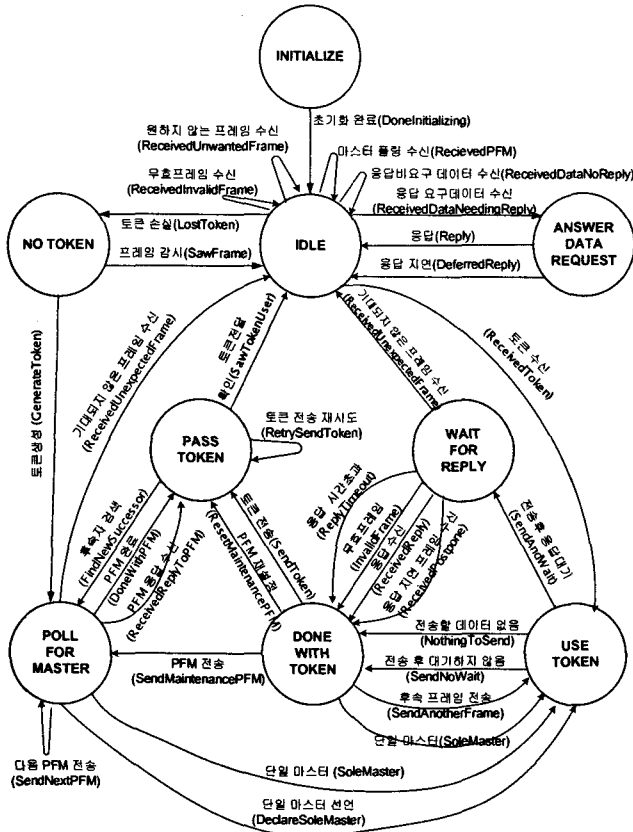 INITIALIZE
초기화 완료(DoneInitializing)
원하지 않는 프레임 수신
(ReceivedUnwantedFrame)
마스터 폴링 수신(RecievedPFM)
응답비요구 데이터 수신(ReceivedDataNoReply)
무효프레임 수신
(ReceivedInvalidFrame)
응답 요구데이터 수신
(ReceivedDataNeedingReply)
NO TOKEN
토큰 손실(LostToken)
프레임 감시(SawFrame)
IDLE
응답(Reply)
응답 지연(DeferredReply)
ANSWER
DATA
REQUEST
토큰생성 (GenerateToken)
기대되지 않은 프레임 수신
(ReceivedUnexpectedFrame)
토큰전달
확인(SawTokenUser)
기대되지 않은 프레임 수신
(ReceivedUnexpectedFrame)
토큰 수신
(ReceivedToken)
PASS
TOKEN
토큰 전송 재시도
(RetrySendToken)
WAIT
FOR
REPLY
후속자 검색
(FindNewSuccessor)
PFM 완료
(DoneWithPFM)
PFM 응답 수신
(ReceivedReplyToPFM)
토큰 전송(SendToken)
PFM 재설정
(ResetMaintenancePFM)
응답 시간초과
(ReplyTimeout)
무효프레임
(InvalidFrame)
응답 수신
(ReceivedReply)
응답 지연 프레임 수신
(ReceivedPostpone)
전송후 응답대기
(SendAndWait)
POLL
FOR
MASTER
PFM 전송
(SendMaintenancePFM)
DONE
WITH
TOKEN
전송할 데이터 없음
(NothingToSend)
전송 후 대기하지 않음
(SendNoWait)
후속 프레임 전송
(SendAnotherFrame)
단일 마스터(SoleMaster)
USE
TOKEN
다음 PFM 전송
(SendNextPFM)
단일 마스터 (SoleMaster)
단일 마스터 선언
(DeclareSoleMaster)